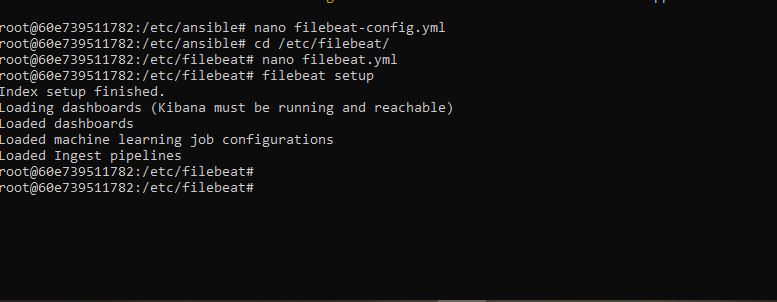 root@60e739511782:/etc/ansible# nano filebeat-config.yml
root@60e739511782:/etc/ansible# cd /etc/filebeat/
root@60e739511782:/etc/filebeat# nano filebeat.yml
root@60e739511782:/etc/filebeat# filebeat setup
Index setup finished.
Loading dashboards (Kibana must be running and reachable)
Loaded dashboards
Loaded machine learning job configurations
Loaded Ingest pipelines
root@60e739511782:/etc/filebeat#
root@60e739511782:/etc/filebeat#